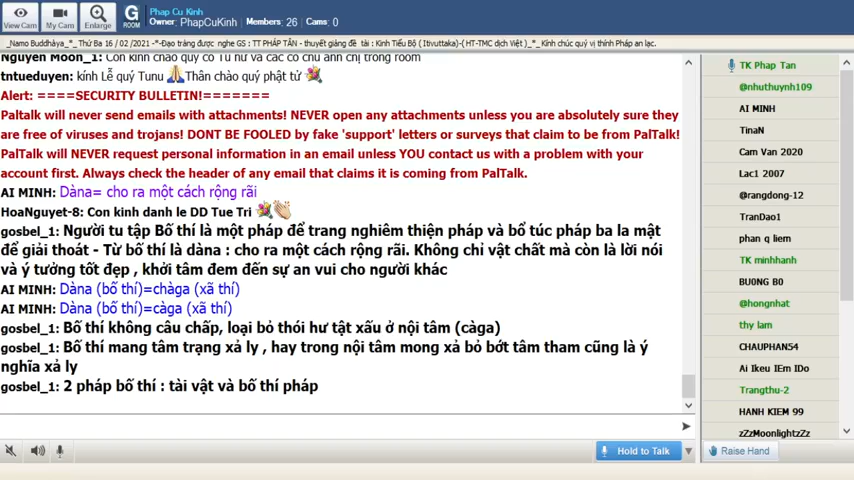 Phap Cu Kinh
Owner: PhapCuKinh Members: 26 Cams: 0
View Cam My Cam Enlarge G ROOM
_Namo Buddhàya_*_ Thứ Ba 16 / 02 /2021 -*-Đạo tràng được nghe GS : TT PHÁP TÂN - thuyết giảng đề tài : Kinh Tiểu Bộ ( Itivuttaka)-( HT-TMC dịch Việt )_*_ Kính chúc quý vị thính Pháp an lạc.
Nguyen Moon_1: Con kính chào quý cô Tu nữ và các cô chú anh chị trong room
tntueduyen: kính Lễ quý Tunu Thân chào quý phật tử
Alert: ====SECURITY BULLETIN!=======
Paltalk will never send emails with attachments! NEVER open any attachments unless you are absolutely sure they
are free of viruses and trojans! DONT BE FOOLED by fake 'support' letters or surveys that claim to be from PalTalk!
PalTalk will NEVER request personal information in an email unless YOU contact us with a problem with your
account first. Always check the header of any email that claims it is coming from PalTalk.
AI MINH: Dàna= cho ra một cách rộng rãi
HoaNguyet-8: Con kinh danh le DD Tue Tri
gosbel_1: Người tu tập Bố thí là một pháp để trang nghiêm thiện pháp và bổ túc pháp ba la mật
để giải thoát - Từ bố thí là dàna : cho ra một cách rộng rãi. Không chỉ vật chất mà còn là lời nói
và ý tưởng tốt đẹp , khởi tâm đem đến sự an vui cho người khác
AI MINH: Dàna (bố thí)=chàga (xã thí)
AI MINH: Dàna (bố thí)=càga (xã thí)
gosbel_1: Bố thí không câu chấp, loại bỏ thói hư tật xấu ở nội tâm (càga)
gosbel_1: Bố thí mang tâm trạng xả ly , hay trong nội tâm mong xả bỏ bớt tâm tham cũng là ý
nghĩa xả ly
gosbel_1: 2 pháp bố thí : tài vật và bố thí pháp
Hold to Talk
TK Phap Tan
@nhuthuynh109
AI MINH
TinaN
Cam Van 2020
Lac1 2007
@rangdong-12
TranDao1
phan q liem
TK minhhanh
BU0NG B0
@hongnhat
thy lam
CHAUPHAN54
Ai Ikeu IEm IDo
Trangthu-2
HANH KIEM 99
zZzMoonlightzZz
Raise Hand